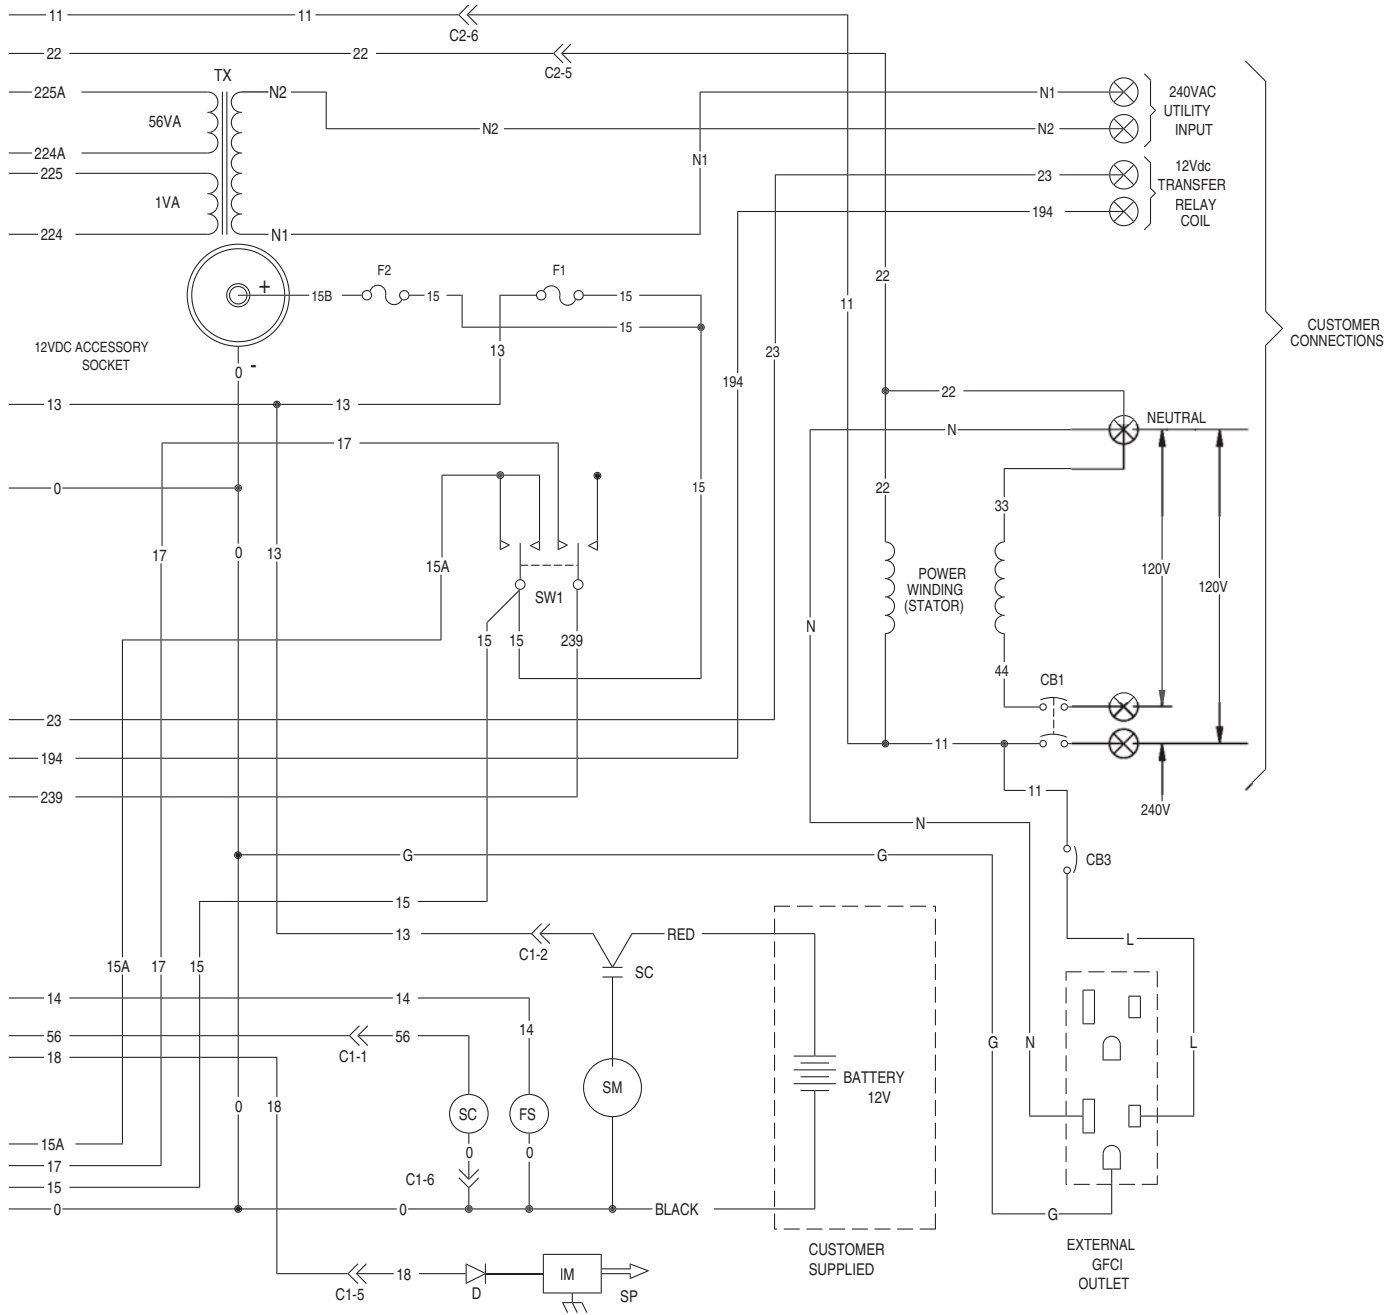 11
11
C2-6
22
22
C2-5
TX
225A
N2
N1
240VAC
UTILITY
INPUT
56VA
N2
N2
224A
N1
225
23
12Vdc
TRANSFER
RELAY
COIL
1VA
194
224
N1
F2
F1
22
+
15B
15
15
11
15
CUSTOMER
CONNECTIONS
12VDC ACCESSORY
SOCKET
13
23
0
-
194
22
13
13
NEUTRAL
N
17
0
15
22
33
17
0
13
15A
POWER
WINDING
(STATOR)
120V
120V
SW1
N
15
15
239
44
CB1
23
11
194
239
11
240V
N
G
G
CB3
15
13
C1-2
RED
L
15A
17
15
SC
14
14
14
56
C1-1
56
G
N
L
18
SM
BATTERY
12V
0
18
SC
FS
15A
0
0
17
C1-6
15
0
0
BLACK
G
CUSTOMER
SUPPLIED
EXTERNAL
GFCI
OUTLET
C1-5
18
D
IM
SP